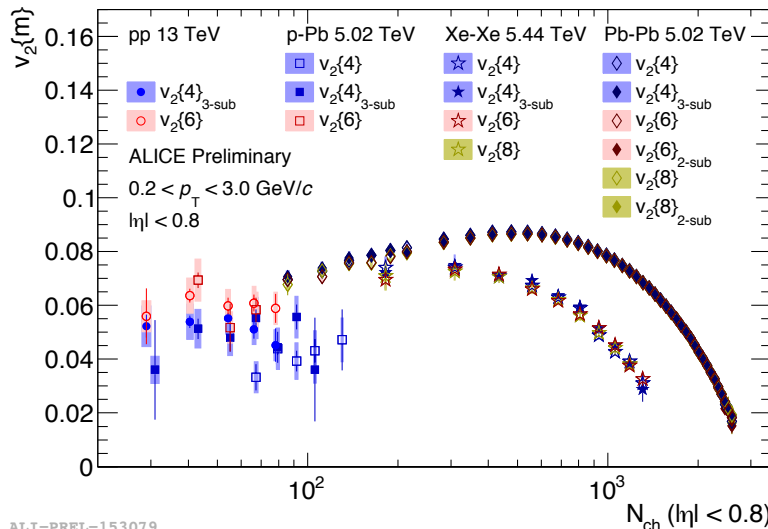 v₂{m}
0.16
0.14
0.12
0.1
0.08
0.06
0.04
0.02
0
pp 13 TeV
v₂{4}3-sub
v₂{6}
p-Pb 5.02 TeV
v₂{4}
v₂{4}3-sub
v₂{6}
Xe-Xe 5.44 TeV
v₂{4}
v₂{4}3-sub
v₂{6}
v₂{8}
Pb-Pb 5.02 TeV
v₂{4}
v₂{4}3-sub
v₂{6}
v₂{6}2-sub
v₂{8}
v₂{8}2-sub
ALICE Preliminary
0.2 < pT < 3.0 GeV/c
|η| < 0.8
10²
10³
Nch (|η| < 0.8)
ALI-PREL-153079